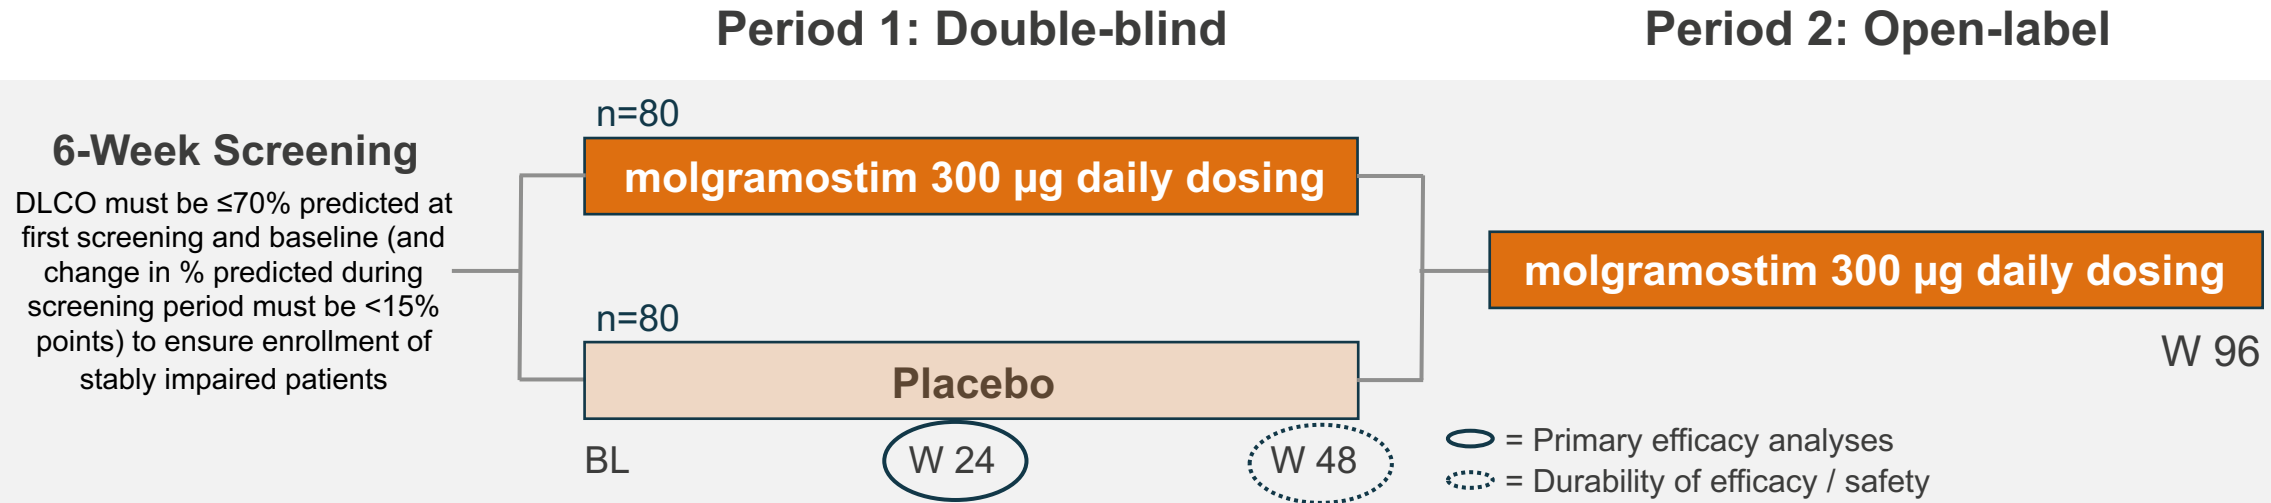 Period 1: Double-blind
Period 2: Open-label
6-Week Screening
DLCO must be ≤70% predicted at
first screening and baseline (and
change in % predicted during
screening period must be <15%
points) to ensure enrollment of
stably impaired patients
n=80
molgramostim 300 µg daily dosing
n=80
Placebo
BL
W 24
W 48
molgramostim 300 µg daily dosing
W 96
= Primary efficacy analyses
= Durability of efficacy / safety